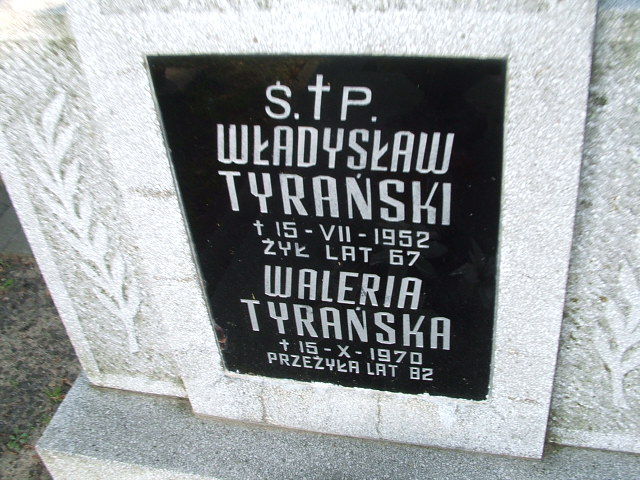 Ś.✝P.
WŁADYSŁAW
TYRAŃSKI
✝ 15-VII-1952
ŻYŁ LAT 67
WALERIA
TYRAŃSKA
✝ 15-X-1970
PRZEŻYŁA LAT 82